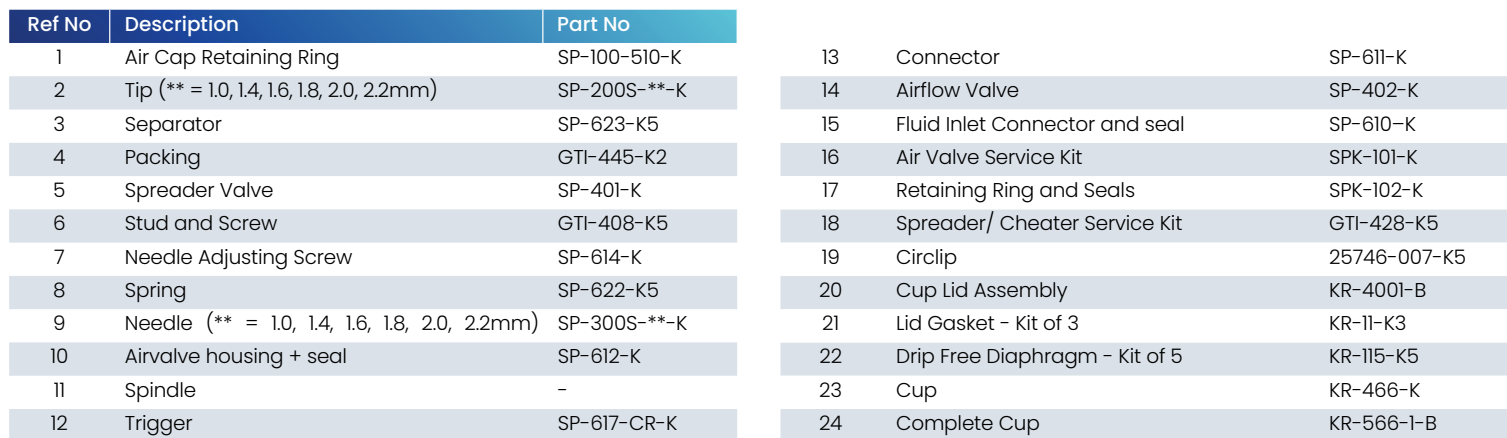 Ref No Description Part No
1 Air Cap Retaining Ring SP-100-510-K
2 Tip (** = 1.0, 1.4, 1.6, 1.8, 2.0, 2.2mm) SP-200S-**-K
3 Separator SP-623-K5
4 Packing GTI-445-K2
5 Spreader Valve SP-401-K
6 Stud and Screw GTI-408-K5
7 Needle Adjusting Screw SP-614-K
8 Spring SP-622-K5
9 Needle (** = 1.0, 1.4, 1.6, 1.8, 2.0, 2.2mm) SP-300S-**-K
10 Airvalve housing + seal SP-612-K
11 Spindle -
12 Trigger SP-617-CR-K
13 Connector SP-611-K
14 Airflow Valve SP-402-K
15 Fluid Inlet Connector and seal SP-610–K
16 Air Valve Service Kit SPK-101-K
17 Retaining Ring and Seals SPK-102-K
18 Spreader/ Cheater Service Kit GTI-428-K5
19 Circlip 25746-007-K5
20 Cup Lid Assembly KR-4001-B
21 Lid Gasket - Kit of 3 KR-11-K3
22 Drip Free Diaphragm - Kit of 5 KR-115-K5
23 Cup KR-466-K
24 Complete Cup KR-566-1-B